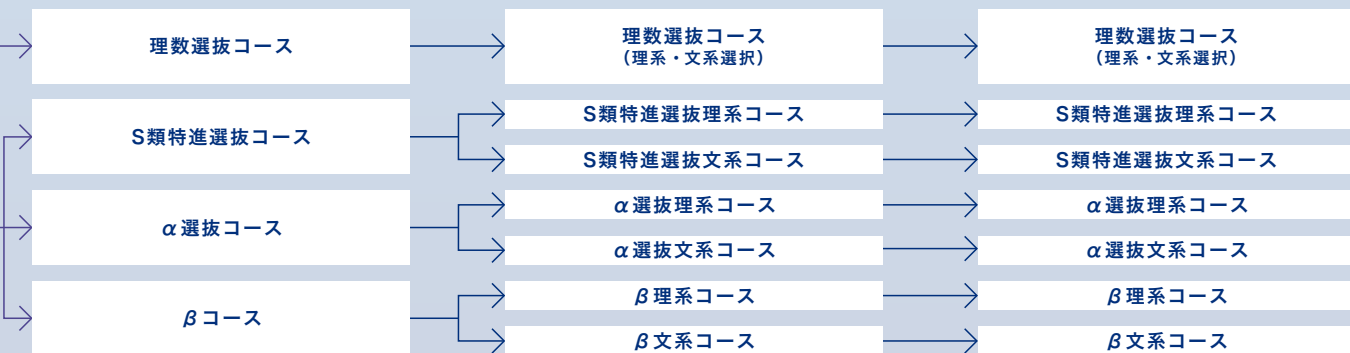 理数選抜コース
理数選抜コース
（理系・文系選択）
理数選抜コース
（理系・文系選択）
S類特進選抜コース
S類特進選抜理系コース
S類特進選抜理系コース
S類特進選抜文系コース
S類特進選抜文系コース
α選抜コース
α選抜理系コース
α選抜理系コース
α選抜文系コース
α選抜文系コース
βコース
β理系コース
β理系コース
β文系コース
β文系コース